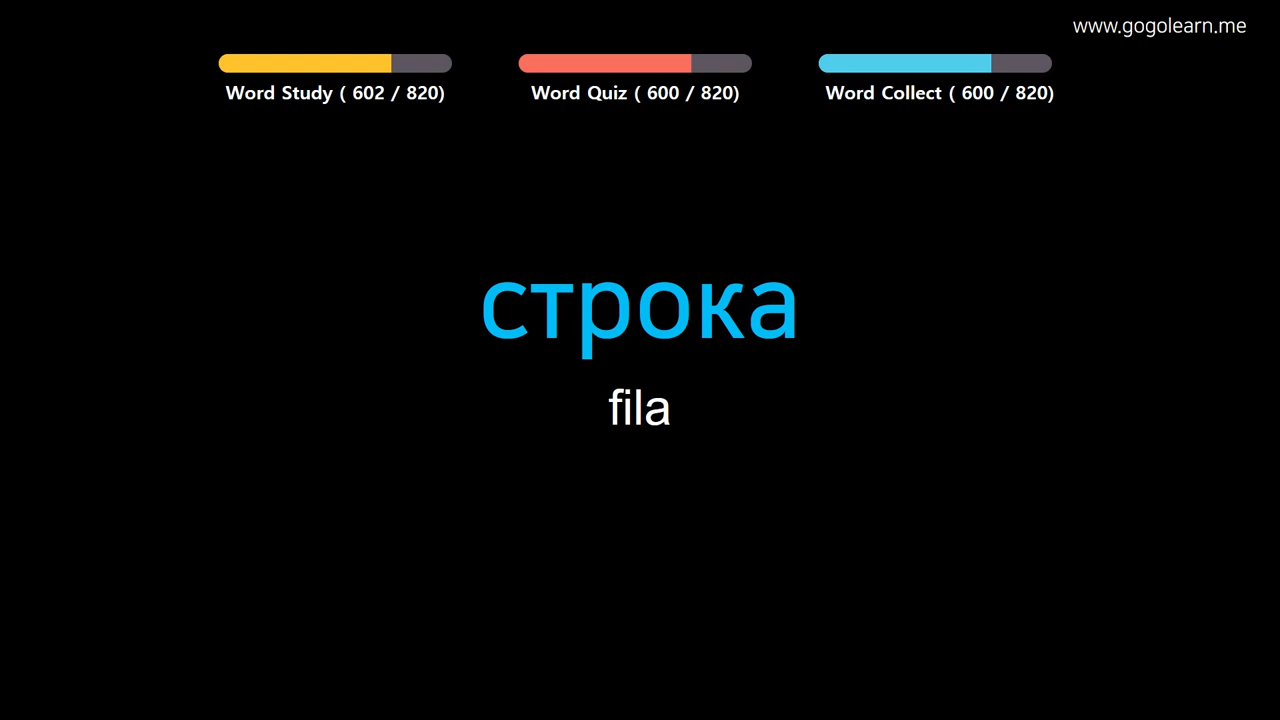 www.gogolearn.me
Word Study ( 602 / 820)
Word Quiz ( 600 / 820)
Word Collect ( 600 / 820)
строка
fila